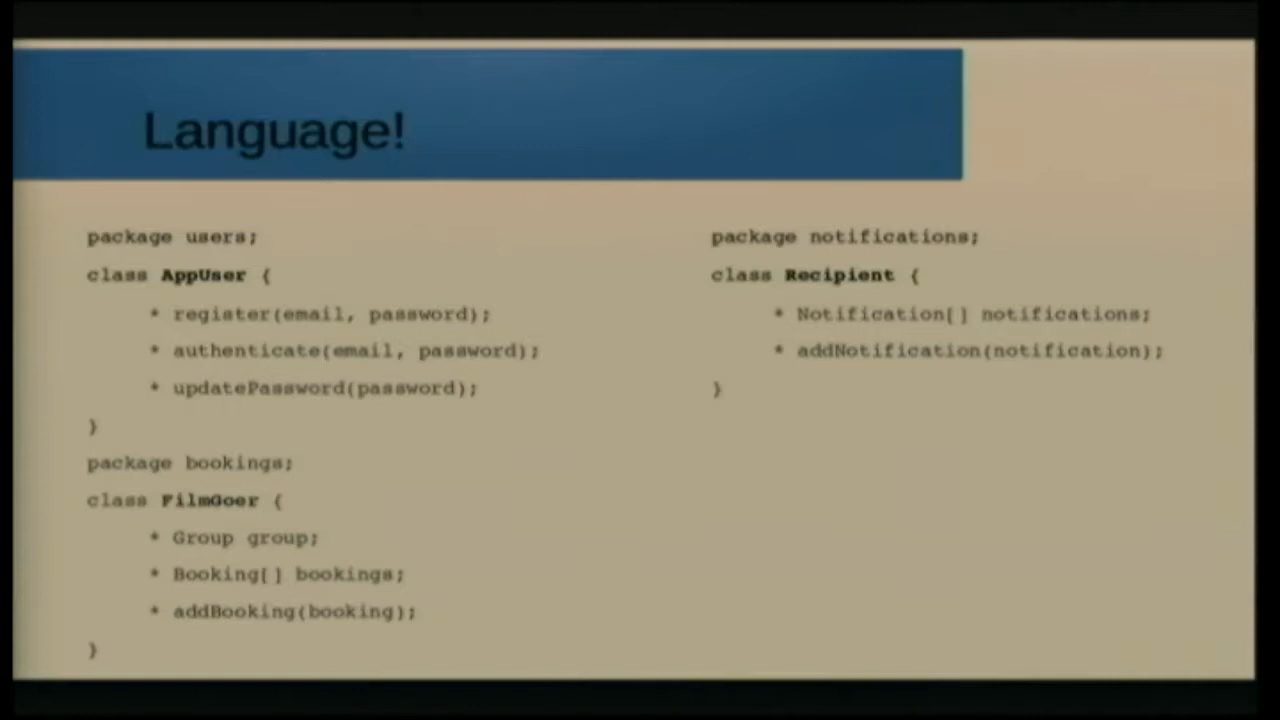 Language!
package users;
class AppUser {
* register(email, password);
* authenticate(email, password);
* updatePassword(password);
}
package bookings;
class FilmGoer {
* Group group;
* Booking[] bookings;
* addBooking(booking);
}
package notifications;
class Recipient {
* Notification[] notifications;
* addNotification(notification);
}